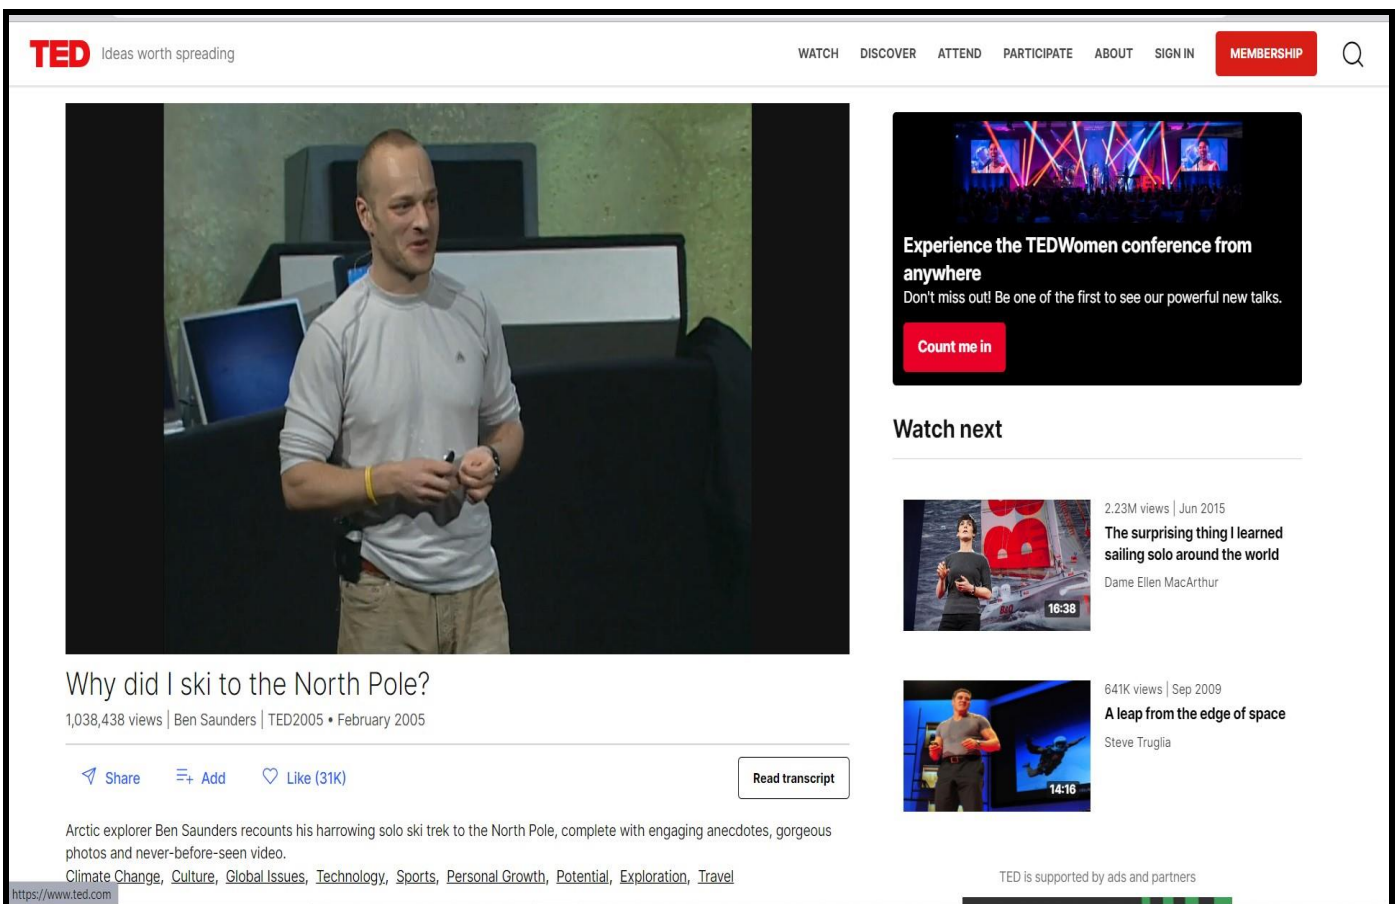 TED Ideas worth spreading
WATCH DISCOVER ATTEND PARTICIPATE ABOUT SIGN IN MEMBERSHIP
Experience the TEDWomen conference from
anywhere
Don't miss out! Be one of the first to see our powerful new talks.
Count me in
Watch next
16:38
2.23M views | Jun 2015
The surprising thing I learned
sailing solo around the world
Dame Ellen MacArthur
14:16
641K views | Sep 2009
A leap from the edge of space
Steve Truglia
Why did I ski to the North Pole?
1,038,438 views | Ben Saunders | TED2005 • February 2005
Share Add Like (31K) Read transcript
Arctic explorer Ben Saunders recounts his harrowing solo ski trek to the North Pole, complete with engaging anecdotes, gorgeous
photos and never-before-seen video.
Climate Change, Culture, Global Issues, Technology, Sports, Personal Growth, Potential, Exploration, Travel
TED is supported by ads and partners
https://www.ted.com